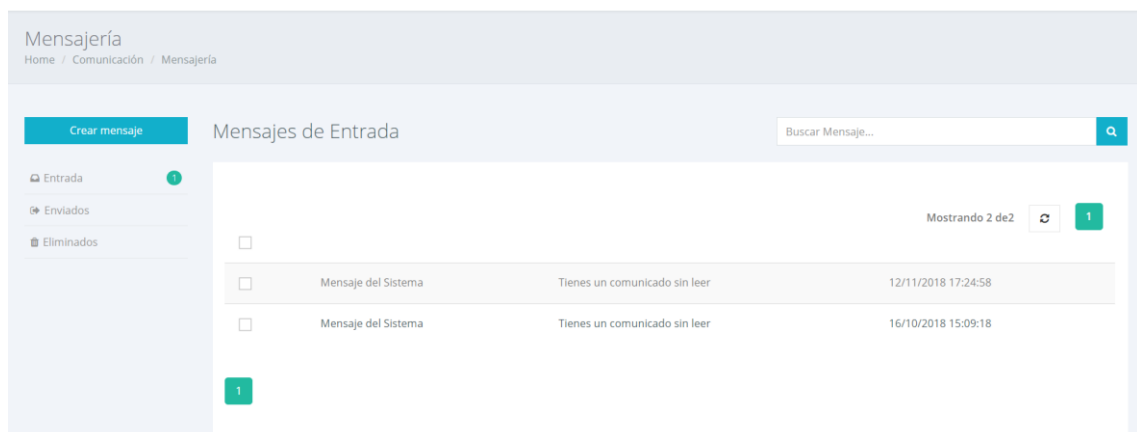 Mensajería
Home / Comunicación / Mensajería
Crear mensaje
Mensajes de Entrada
Buscar Mensaje...
Entrada 1
Enviados
Eliminados
Mostrando 2 de2
1
Mensaje del Sistema Tienes un comunicado sin leer 12/11/2018 17:24:58
Mensaje del Sistema Tienes un comunicado sin leer 16/10/2018 15:09:18
1